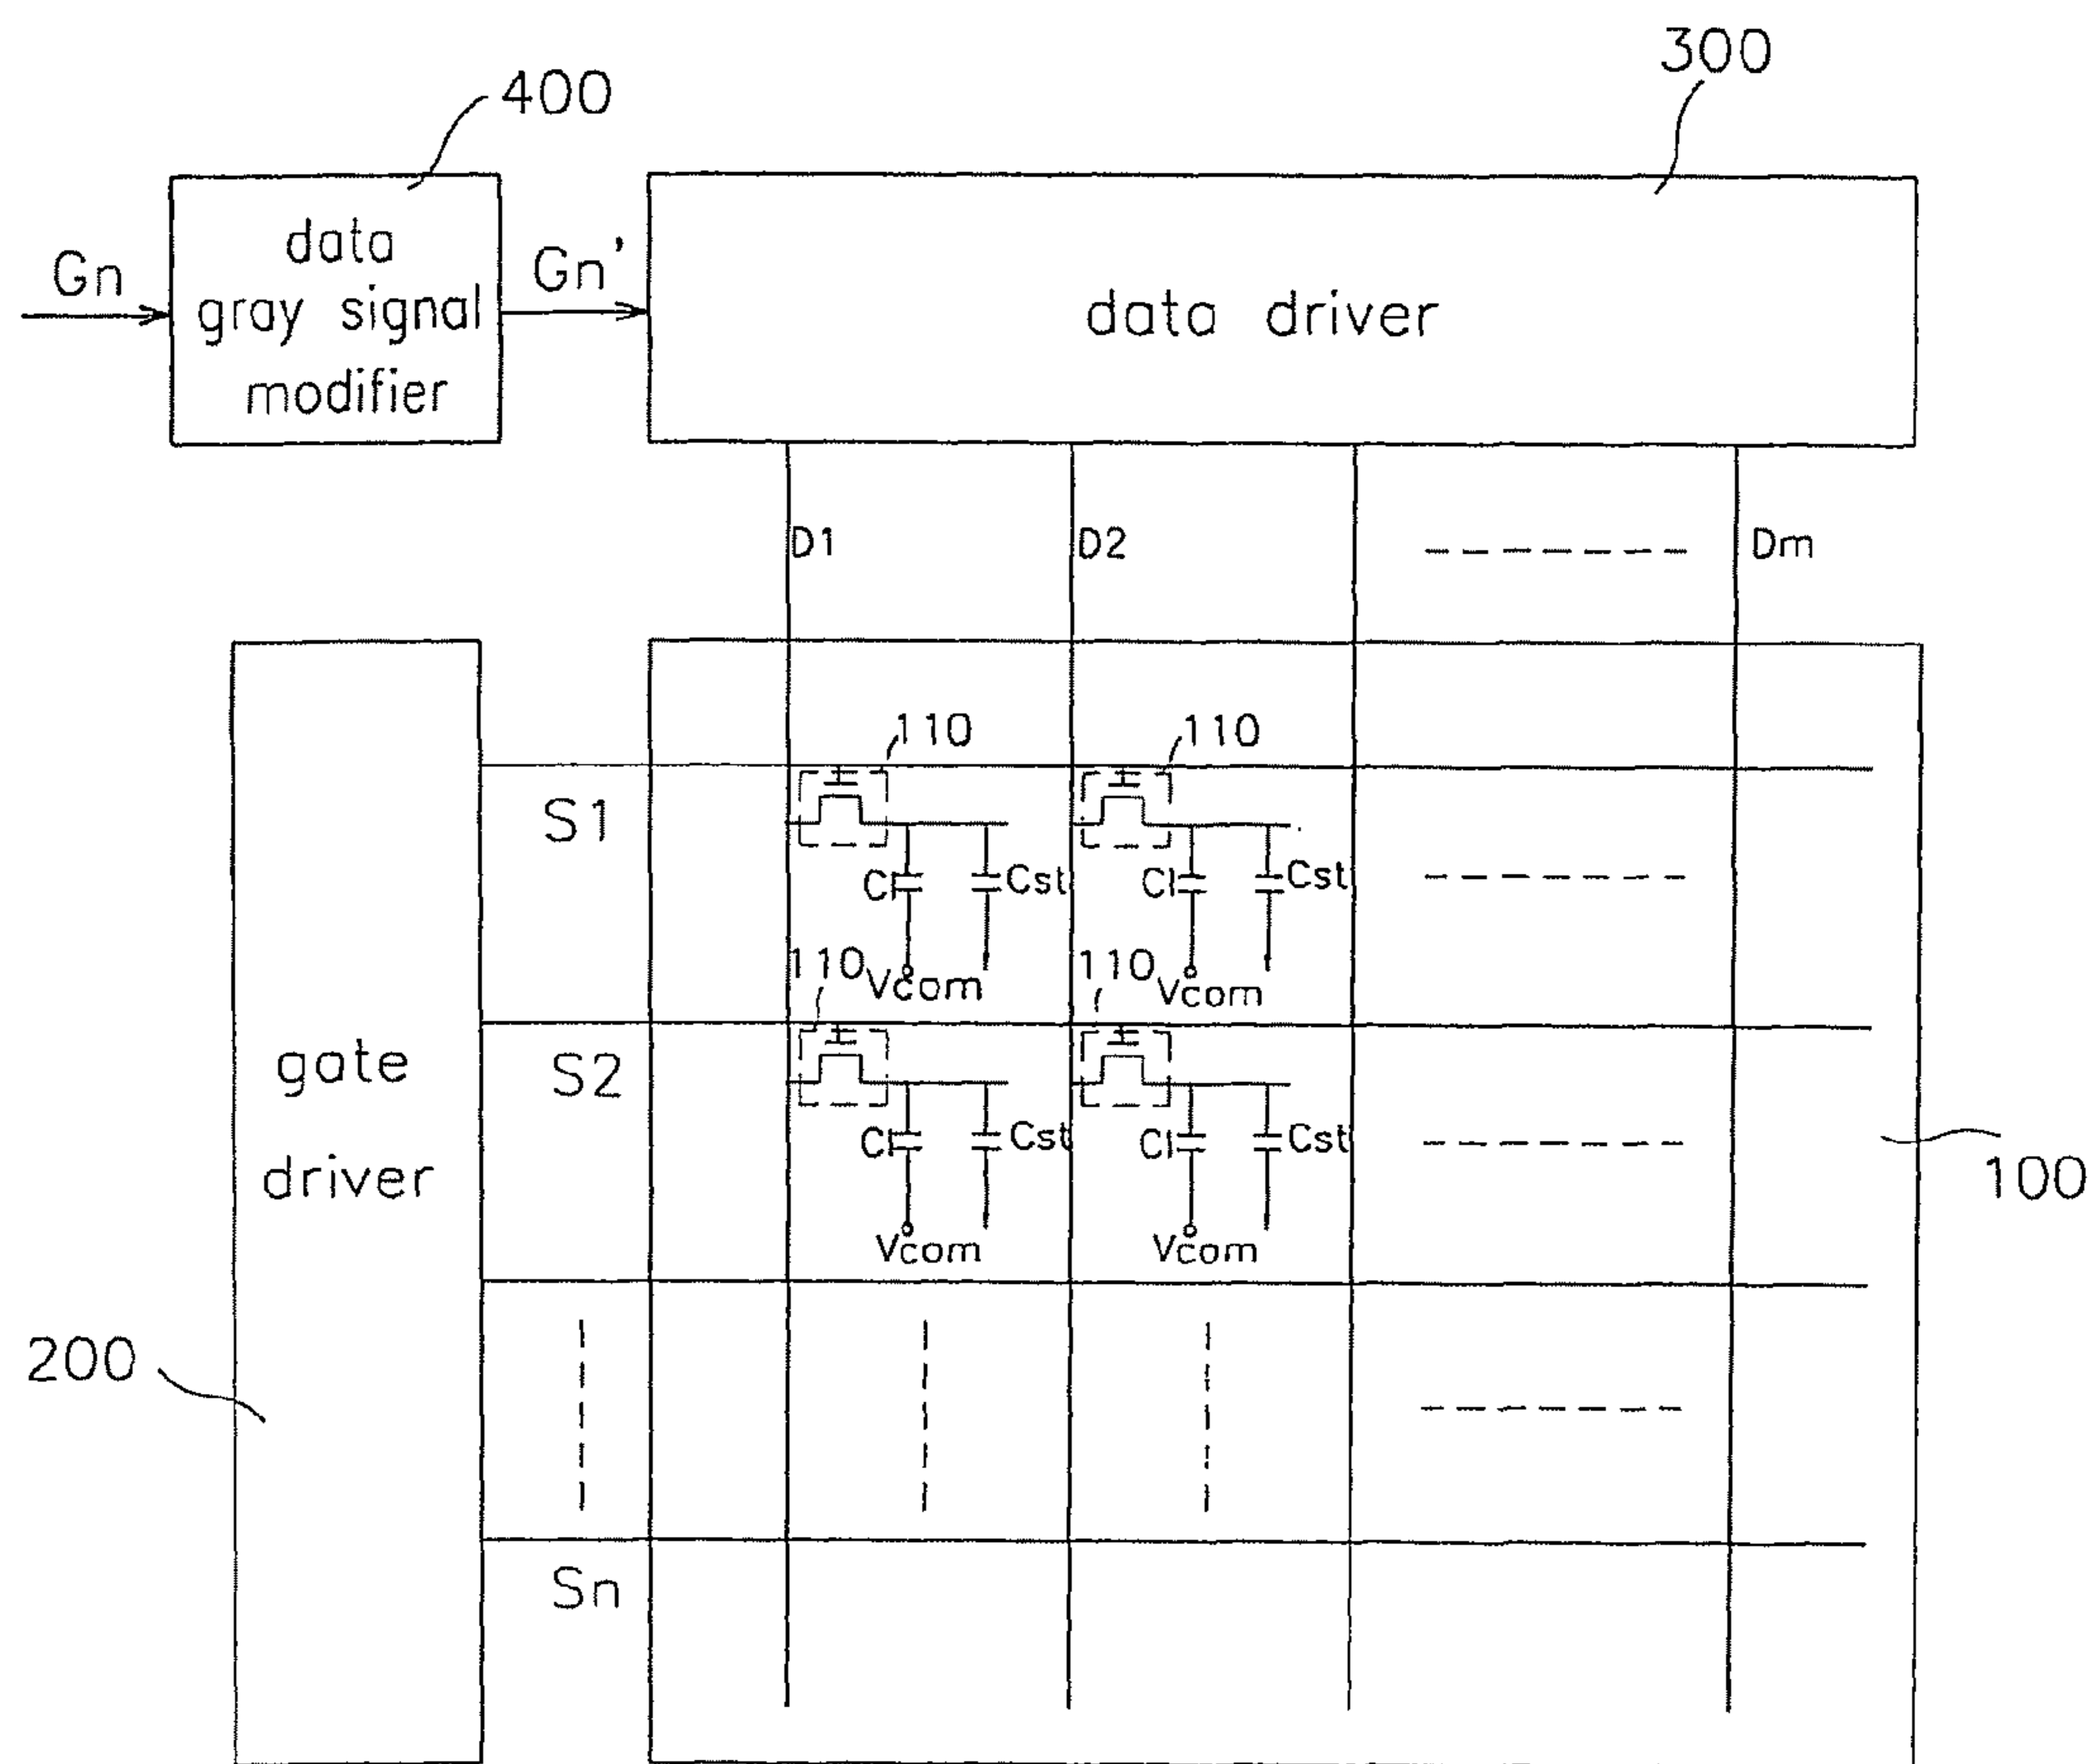 300
400
data
gray signal
modifier
Gn
Gn'
data driver
D1
D2
Dm
110
110
S1
Cl
Cst
Cl
Cst
110
Vcom
110
Vcom
gate
driver
S2
Cl
Cst
Cl
Cst
100
Vcom
Vcom
200
Sn